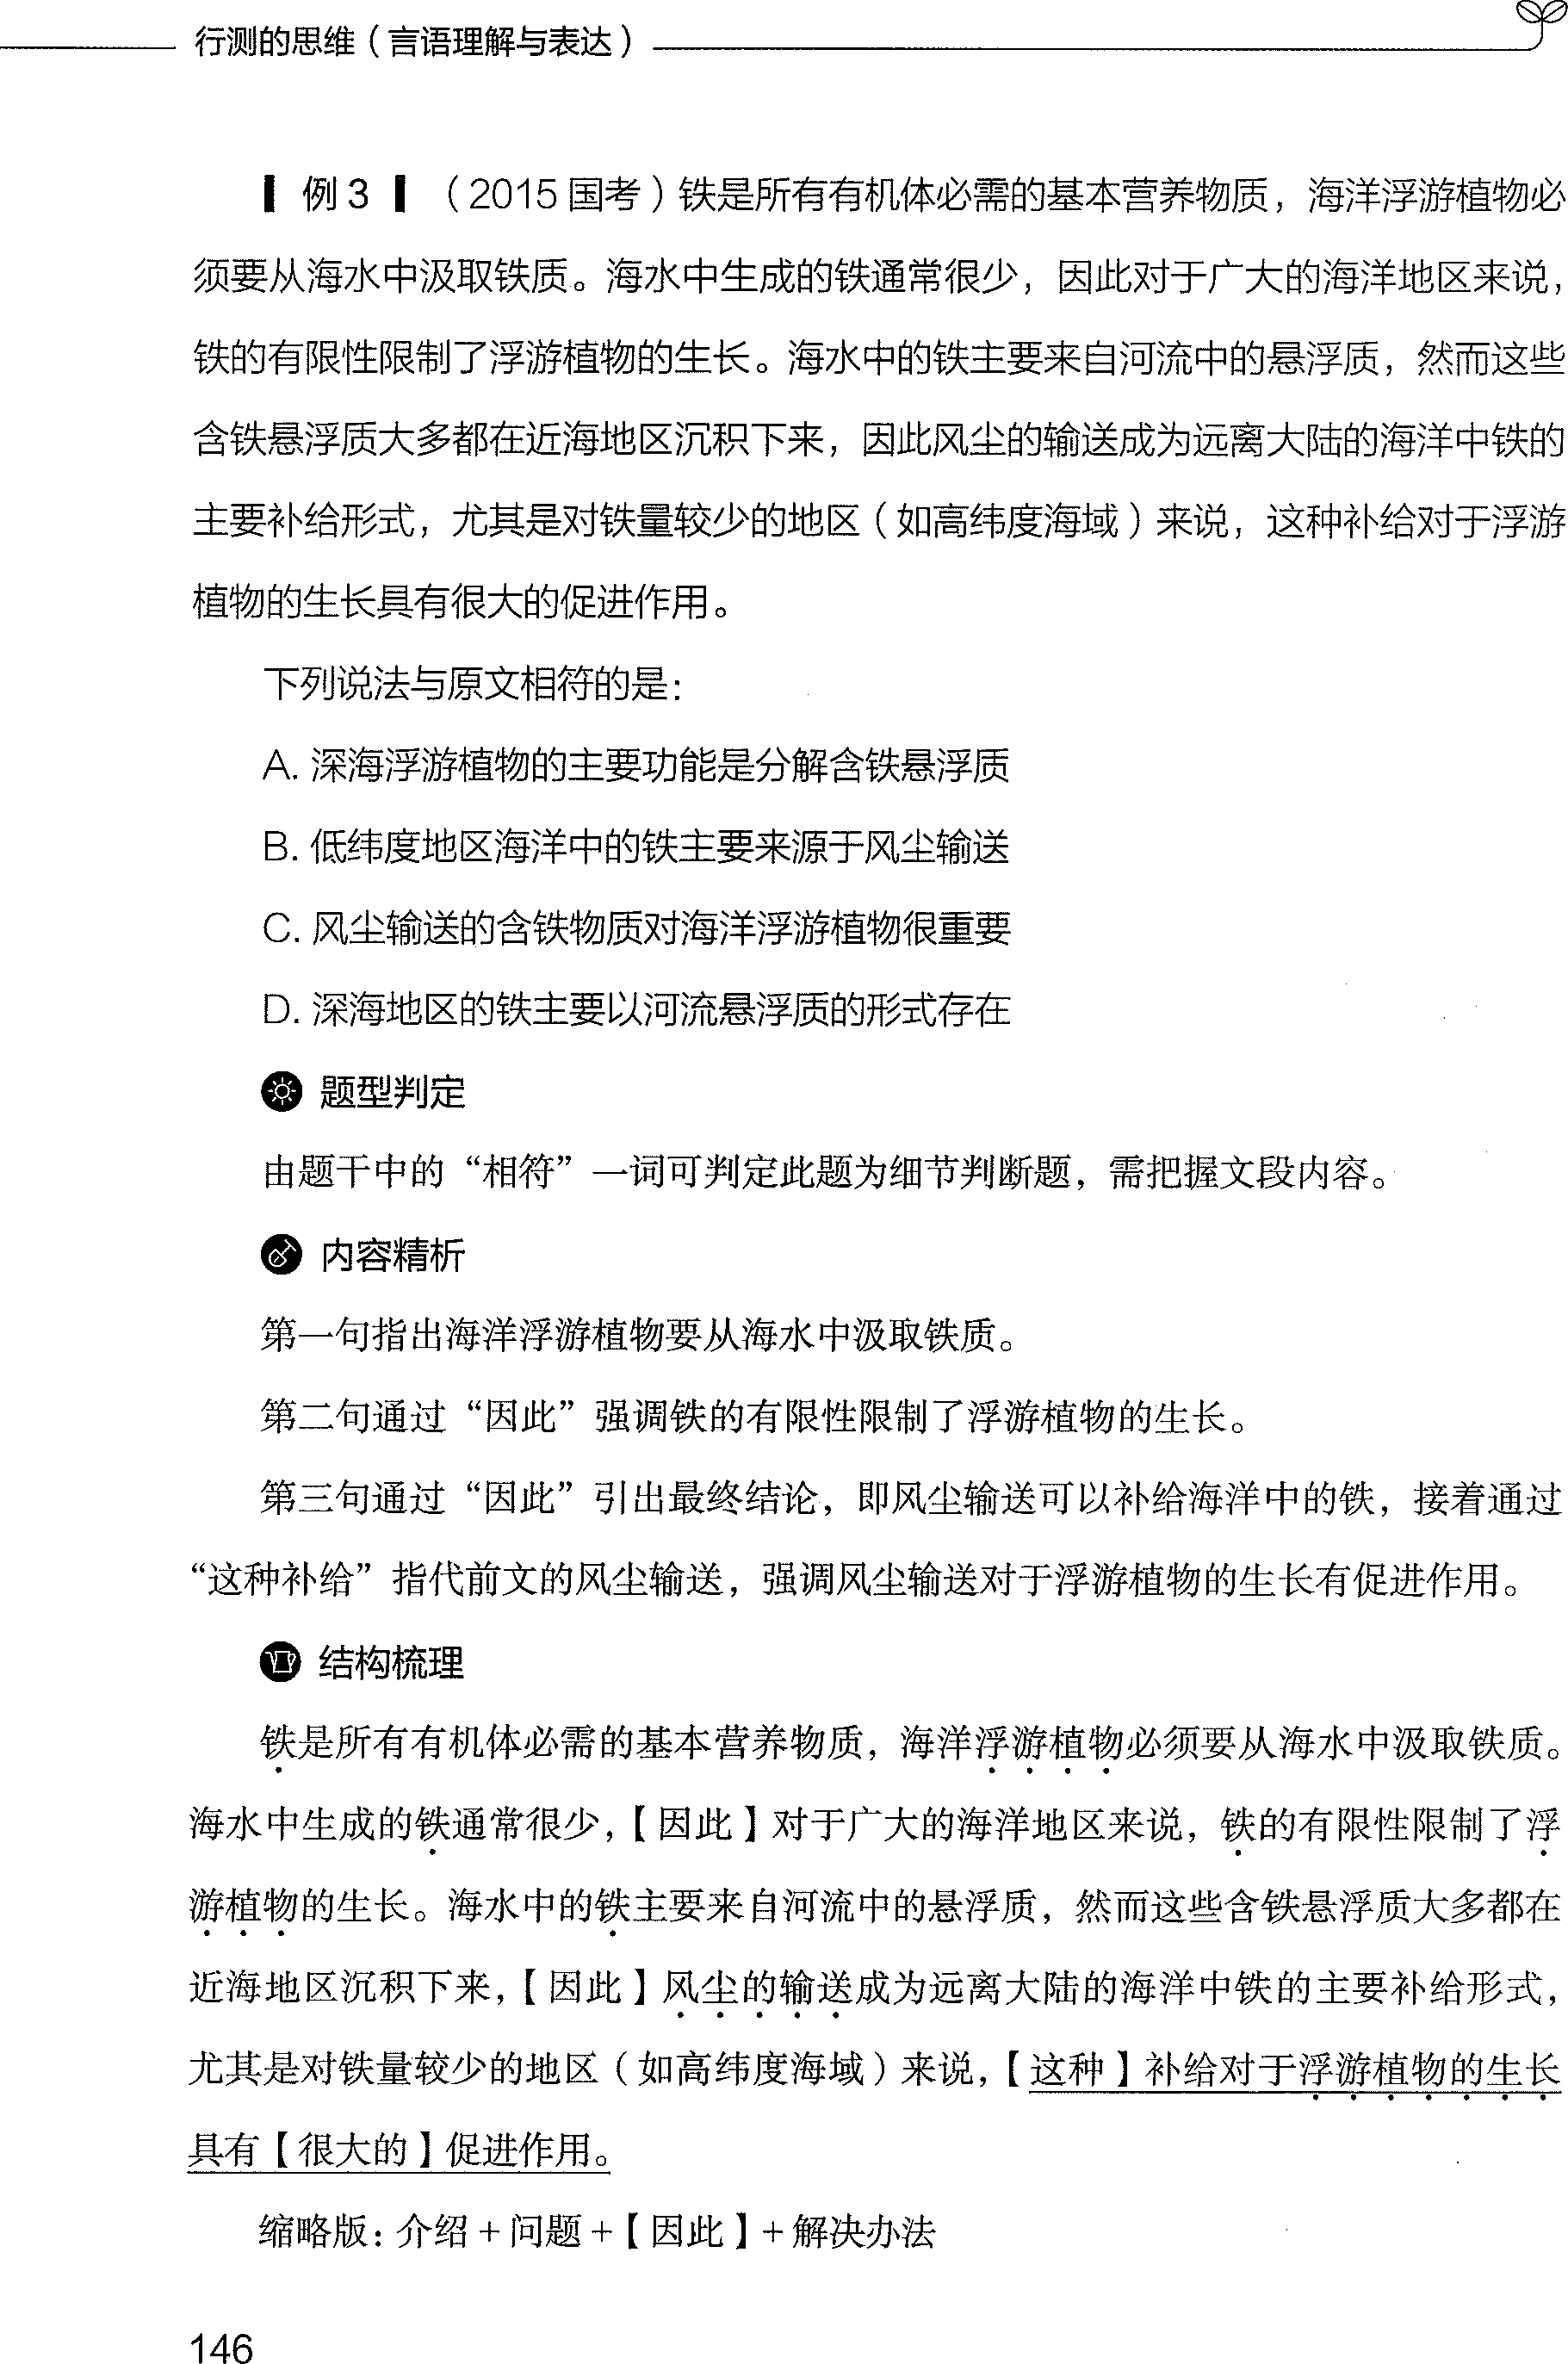 行测的思维（言语理解与表达）
▍例3▍（2015国考）铁是所有有机体必需的基本营养物质，海洋浮游植物必
须要从海水中汲取铁质。海水中生成的铁通常很少，因此对于广大的海洋地区来说，
铁的有限性限制了浮游植物的生长。海水中的铁主要来自河流中的悬浮质，然而这些
含铁悬浮质大多都在近海地区沉积下来，因此风尘的输送成为远离大陆的海洋中铁的
主要补给形式，尤其是对铁量较少的地区（如高纬度海域）来说，这种补给对于浮游
植物的生长具有很大的促进作用。
下列说法与原文相符的是：
A. 深海浮游植物的主要功能是分解含铁悬浮质
B. 低纬度地区海洋中的铁主要来源于风尘输送
C. 风尘输送的含铁物质对海洋浮游植物很重要
D. 深海地区的铁主要以河流悬浮质的形式存在
题型判定
由题干中的“相符”一词可判定此题为细节判断题，需把握文段内容。
内容精析
第一句指出海洋浮游植物要从海水中汲取铁质。
第二句通过“因此”强调铁的有限性限制了浮游植物的生长。
第三句通过“因此”引出最终结论，即风尘输送可以补给海洋中的铁，接着通过
“这种补给”指代前文的风尘输送，强调风尘输送对于浮游植物的生长有促进作用。
结构梳理
铁是所有有机体必需的基本营养物质，海洋浮游植物必须要从海水中汲取铁质。
海水中生成的铁通常很少，【因此】对于广大的海洋地区来说，铁的有限性限制了浮
游植物的生长。海水中的铁主要来自河流中的悬浮质，然而这些含铁悬浮质大多都在
近海地区沉积下来，【因此】风尘的输送成为远离大陆的海洋中铁的主要补给形式，
尤其是对铁量较少的地区（如高纬度海域）来说，【这种】补给对于浮游植物的生长
具有【很大的】促进作用。
缩略版：介绍+问题+【因此】+解决办法
146